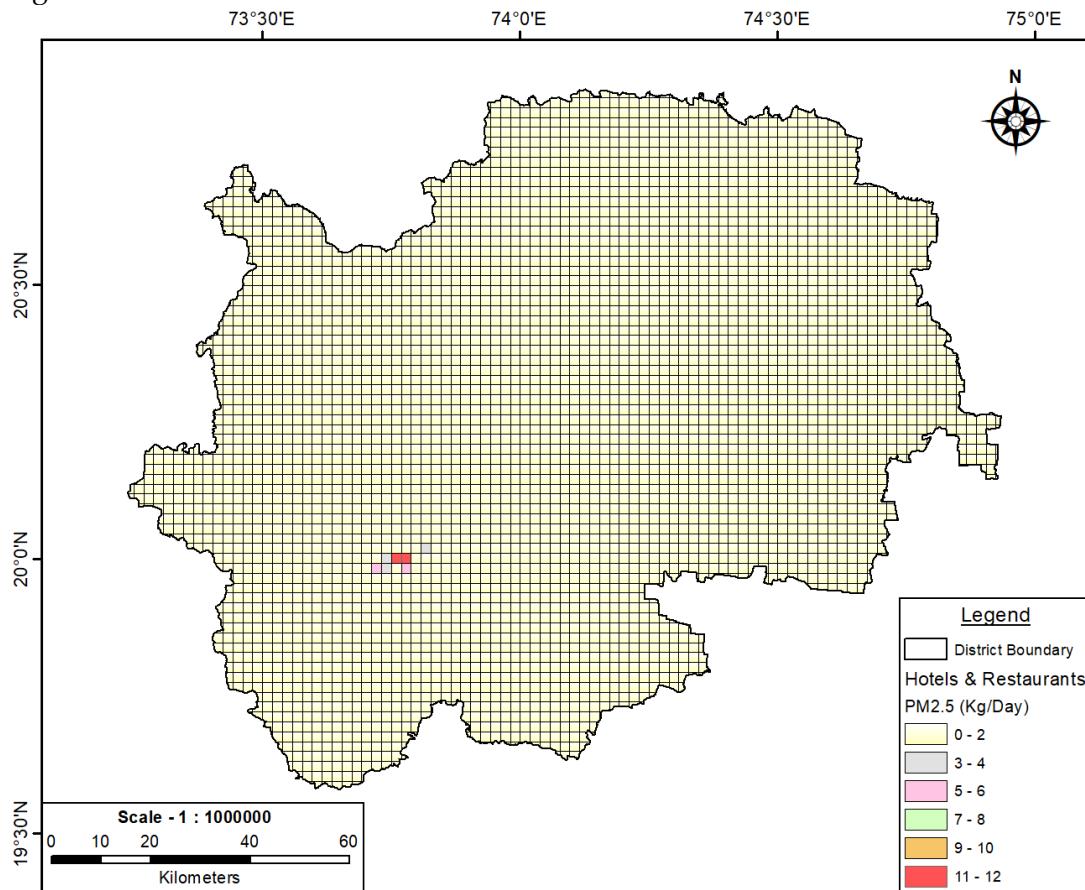 73°30'E 74°0'E 74°30'E 75°0'E
N
20°30'N
20°0'N
19°30'N
Legend
District Boundary
Hotels & Restaurants
PM2.5 (Kg/Day)
0 - 2
3 - 4
5 - 6
7 - 8
9 - 10
11 - 12
Scale - 1 : 1000000
0 10 20 40 60
Kilometers